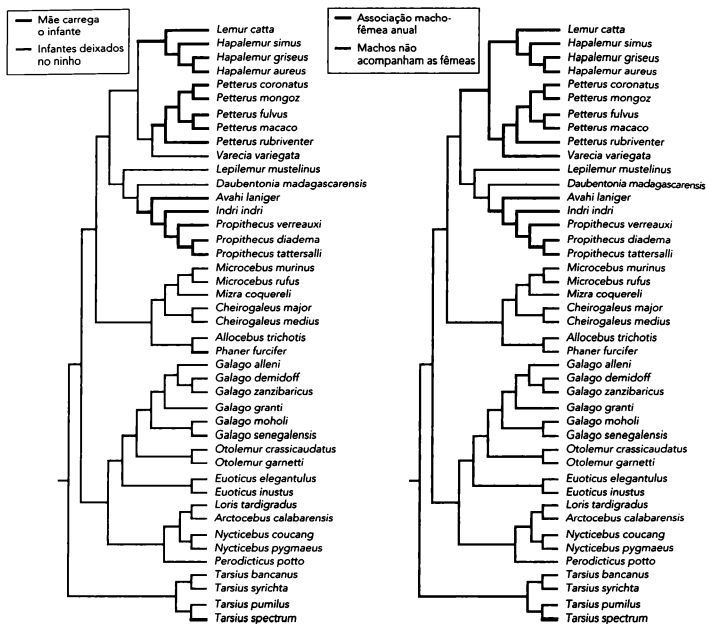 Mãe carrega
o infante
Infantes deixados
no ninho
Lemur catta
Hapalemur simus
Hapalemur griseus
Hapalemur aureus
Petterus coronatus
Petterus mongoz
Petterus fulvus
Petterus macaco
Petterus rubriventer
Varecia variegata
Lepilemur mustelinus
Daubentonia madagascarensis
Avahi laniger
Indri indri
Propithecus verreauxi
Propithecus diadema
Propithecus tattersalli
Microcebus murinus
Microcebus rufus
Mizra coquereli
Cheirogaleus major
Cheirogaleus medius
Allocebus trichotis
Phaner furcifer
Galago alleni
Galago demidoff
Galago zanzibaricus
Galago granti
Galago moholi
Galago senegalensis
Otolemur crassicaudatus
Otolemur garnetti
Euoticus elegantulus
Euoticus inustus
Loris tardigradus
Arctocebus calabarensis
Nycticebus coucang
Nycticebus pygmaeus
Perodicticus potto
Tarsius bancanus
Tarsius syrichta
Tarsius pumilus
Tarsius spectrum
Associação macho-
fêmea anual
Machos não
acompanham as fêmeas
Lemur catta
Hapalemur simus
Hapalemur griseus
Hapalemur aureus
Petterus coronatus
Petterus mongoz
Petterus fulvus
Petterus macaco
Petterus rubriventer
Varecia variegata
Lepilemur mustelinus
Daubentonia madagascarensis
Avahi laniger
Indri indri
Propithecus verreauxi
Propithecus diadema
Propithecus tattersalli
Microcebus murinus
Microcebus rufus
Mizra coquereli
Cheirogaleus major
Cheirogaleus medius
Allocebus trichotis
Phaner furcifer
Galago alleni
Galago demidoff
Galago zanzibaricus
Galago granti
Galago moholi
Galago senegalensis
Otolemur crassicaudatus
Otolemur garnetti
Euoticus elegantulus
Euoticus inustus
Loris tardigradus
Arctocebus calabarensis
Nycticebus coucang
Nycticebus pygmaeus
Perodicticus potto
Tarsius bancanus
Tarsius syrichta
Tarsius pumilus
Tarsius spectrum